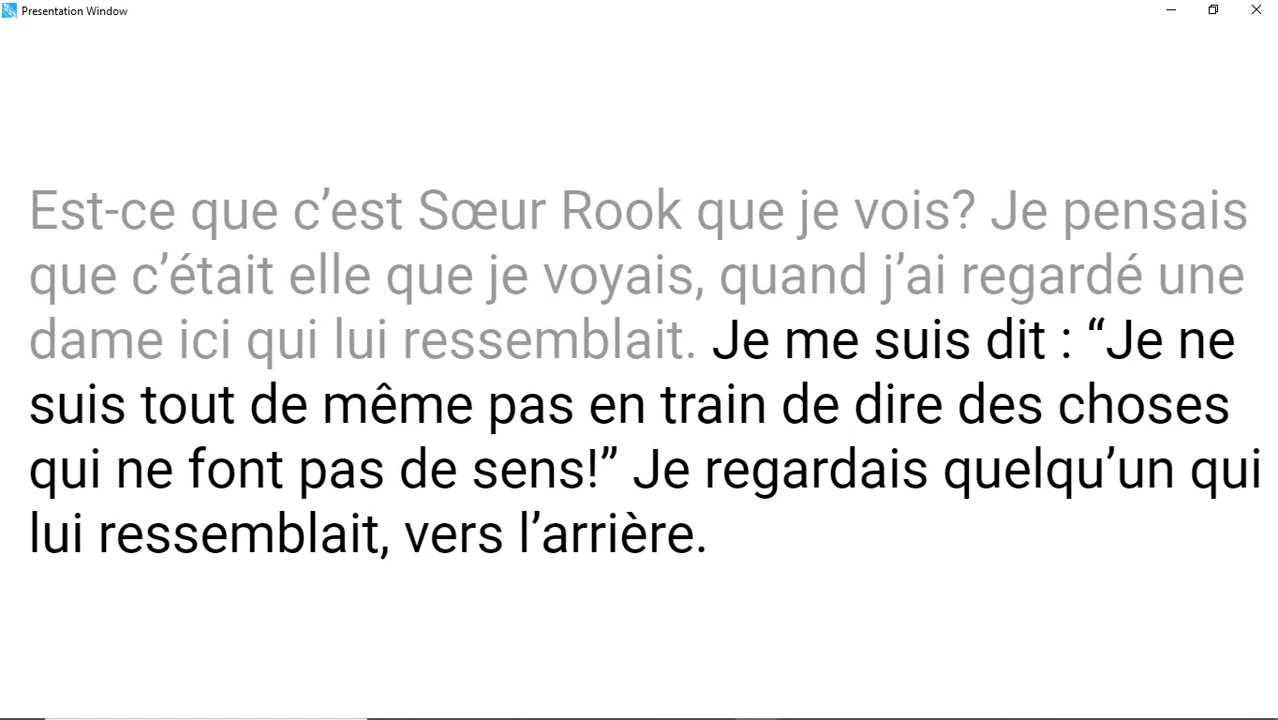 Presentation Window
Est-ce que c’est Sœur Rook que je vois? Je pensais
que c’était elle que je voyais, quand j’ai regardé une
dame ici qui lui ressemblait. Je me suis dit : “Je ne
suis tout de même pas en train de dire des choses
qui ne font pas de sens!” Je regardais quelqu’un qui
lui ressemblait, vers l’arrière.